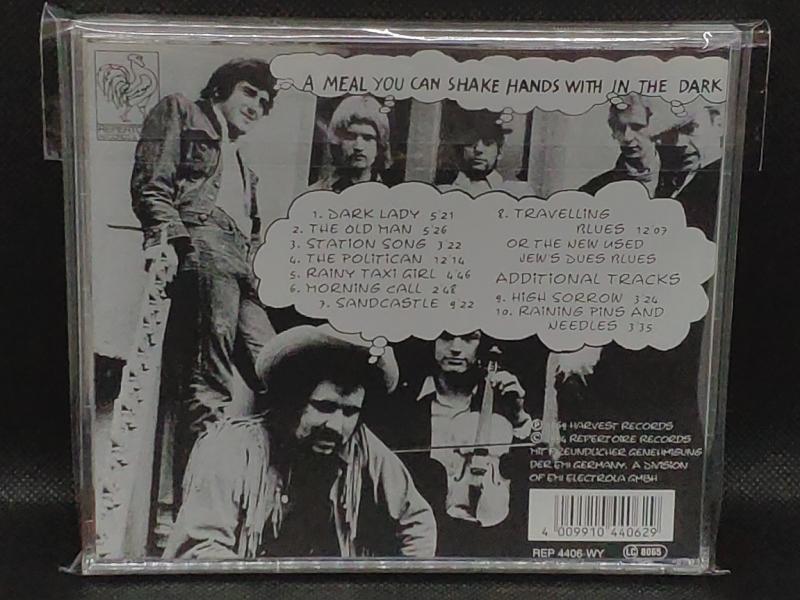 A MEAL YOU CAN SHAKE HANDS WITH IN THE DARK
1. DARK LADY 5'21
2. THE OLD MAN 5'26
3. STATION SONG 3'22
4. THE POLITICAN 12'14
5. RAINY TAXI GIRL 4'46
6. MORNING CALL 2'48
7. SANDCASTLE 9'22
8. TRAVELLING
BLUES 12'07
OR THE NEW USED
JEW'S DUES BLUES
ADDITIONAL TRACKS
9. HIGH SORROW 3'24
10. RAINING PINS AND
NEEDLES 3'35
HARVEST RECORDS
REPERTOIRE RECORDS
MIT FREUNDLICHER GENEHMIGUNG
DER EMI GERMANY. A DIVISION
OF EMI ELECTROLA GMBH
4 009910 440629
REP 4406-WY LC 8065